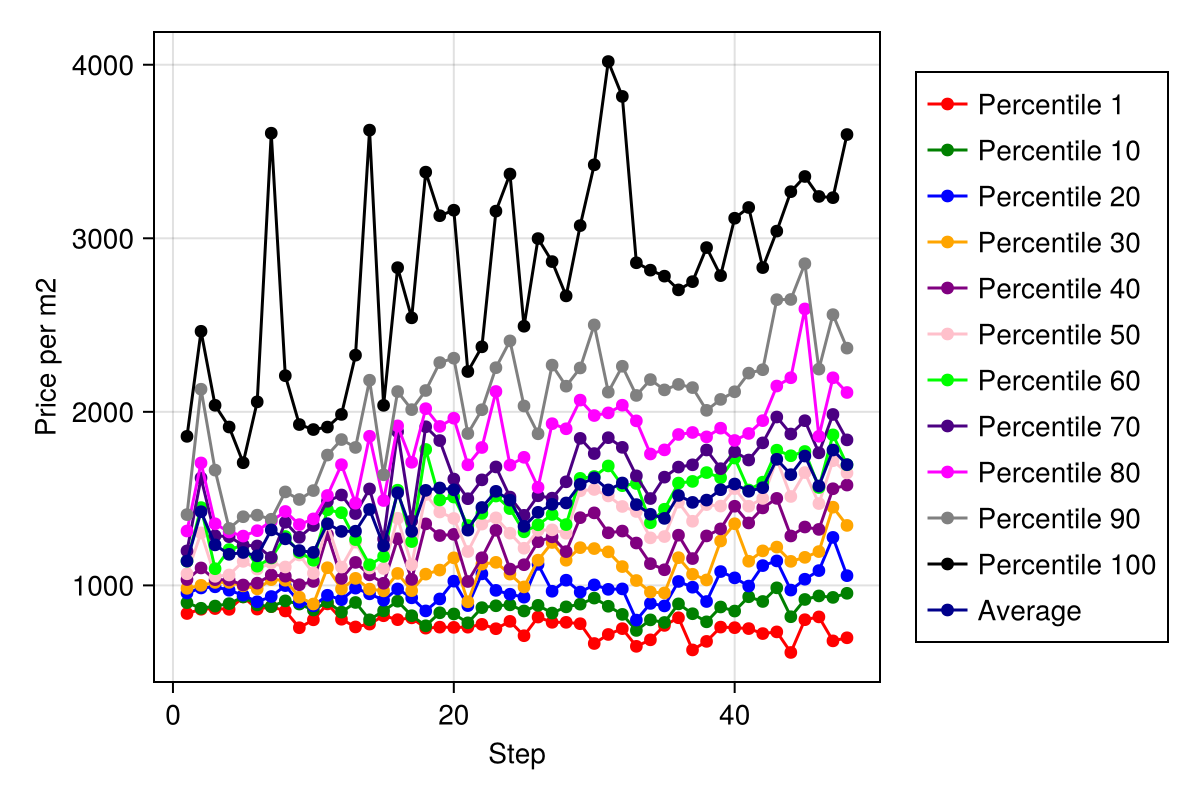 4000
3000
2000
1000
Price per m2
0
20
40
Step
Percentile 1
Percentile 10
Percentile 20
Percentile 30
Percentile 40
Percentile 50
Percentile 60
Percentile 70
Percentile 80
Percentile 90
Percentile 100
Average